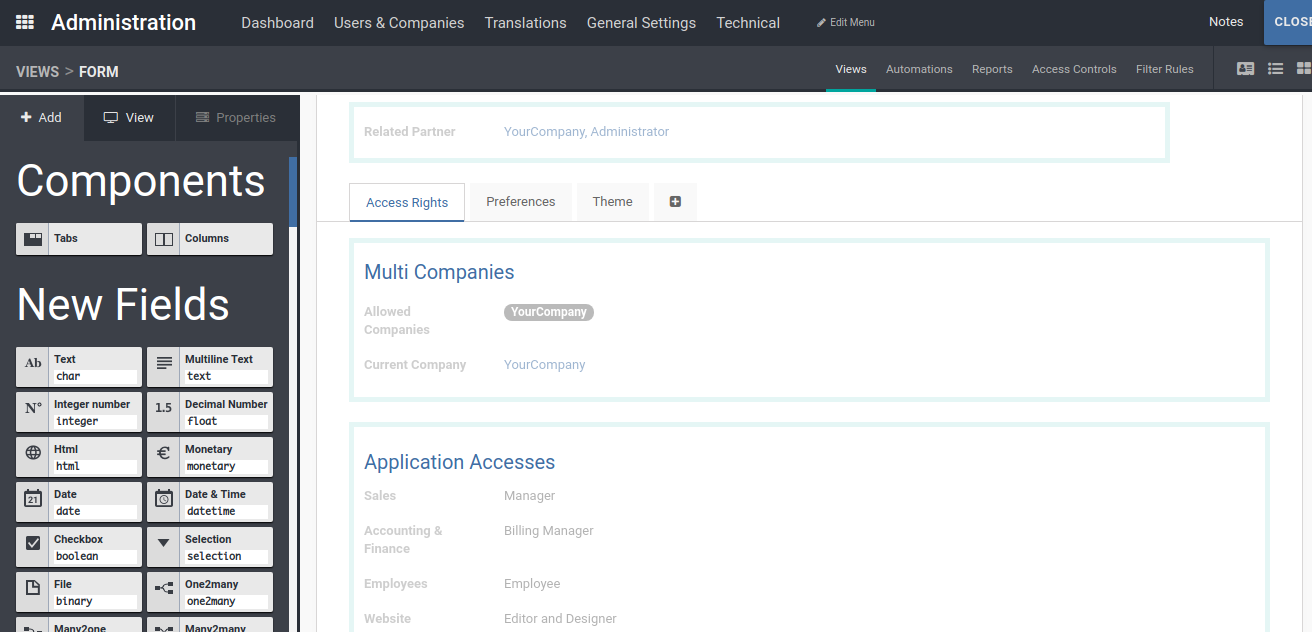 Administration Dashboard Users & Companies Translations General Settings Technical Edit Menu Notes CLOSE
VIEWS > FORM Views Automations Reports Access Controls Filter Rules
Add View Properties
Components
Tabs Columns
New Fields
Ab Text Multiline Text
char text
N° Integer number 1.5 Decimal Number
integer float
Html € Monetary
html monetary
21 Date Date & Time
date datetime
Checkbox Selection
boolean selection
File One2many
binary one2many
Many2one Many2many
Related Partner YourCompany, Administrator
Access Rights Preferences Theme
Multi Companies
Allowed YourCompany
Companies
Current Company YourCompany
Application Accesses
Sales Manager
Accounting & Billing Manager
Finance
Employees Employee
Website Editor and Designer